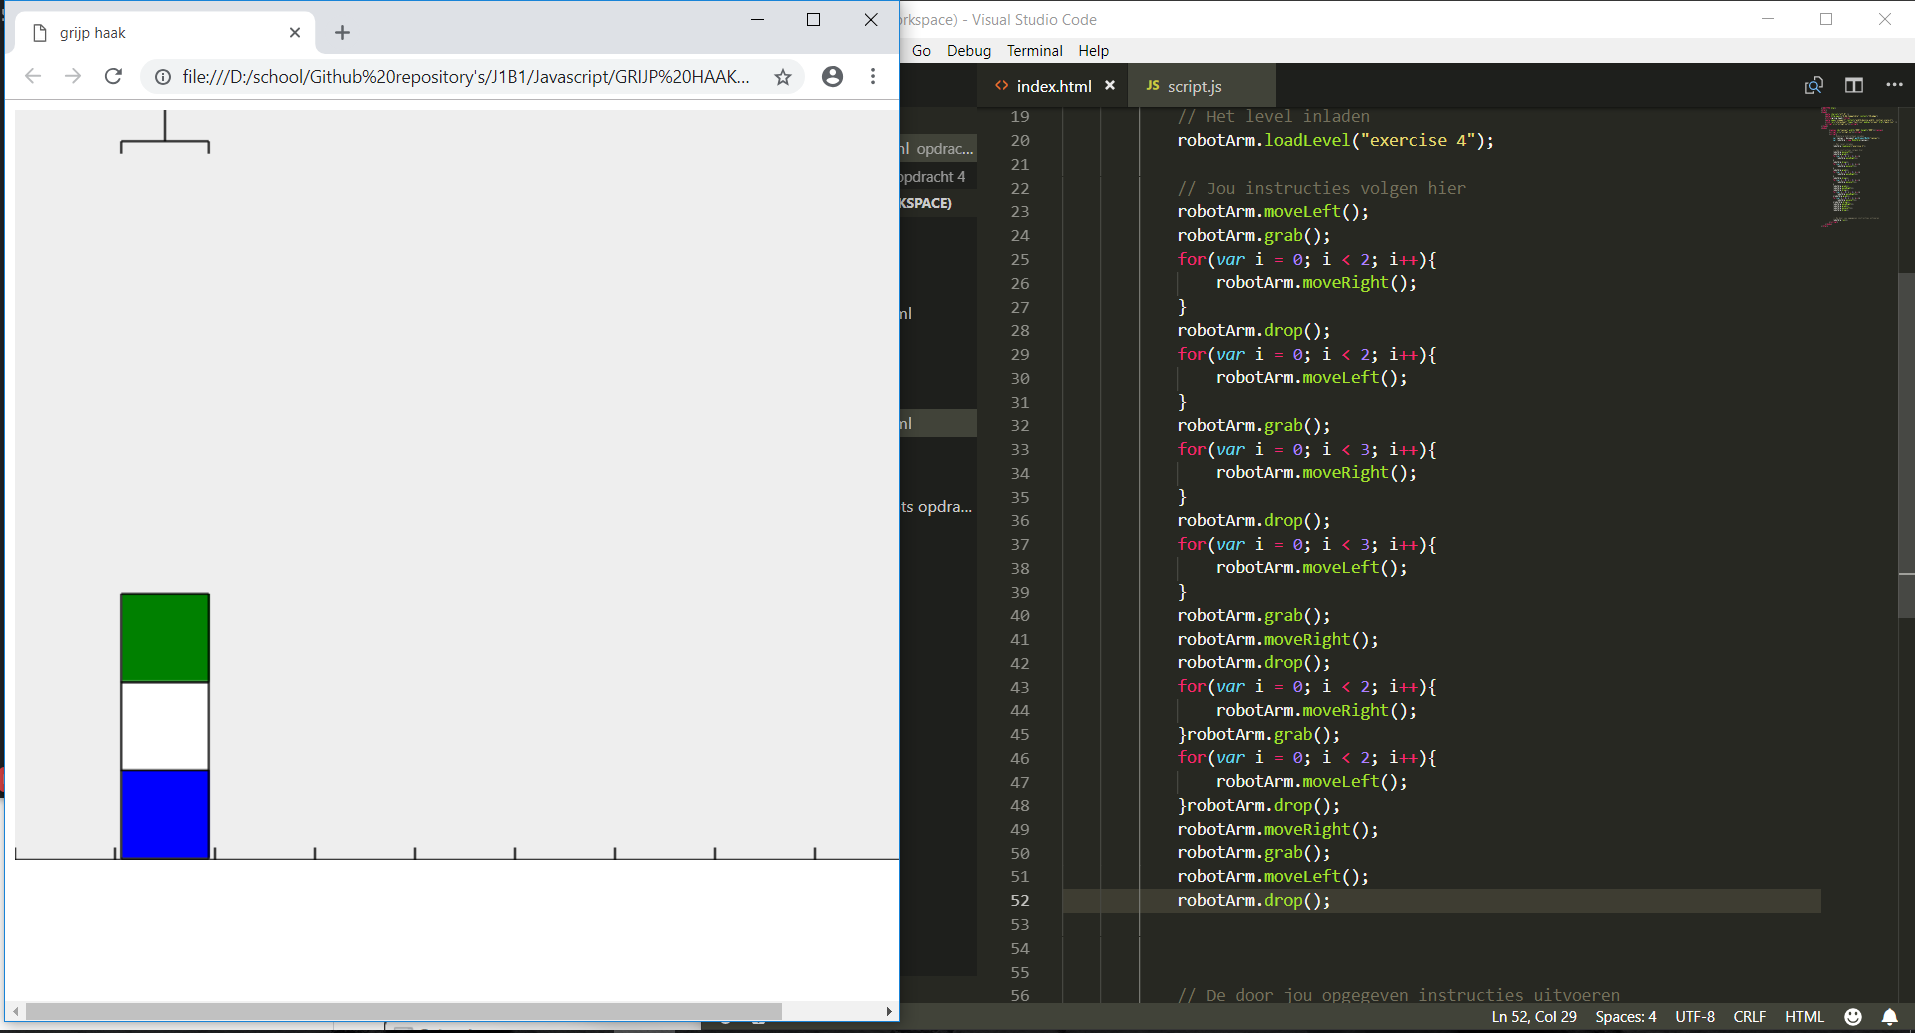 grijp haak
file:///D:/school/Github%20repository's/J1B1/Javascript/GRIJP%20HAAK...
orkspace) - Visual Studio Code
Go Debug Terminal Help
opdrac...
opdracht 4
KSPACE)
ml
ml
ts opdra...
<> index.html
JS script.js
19 // Het level inladen
20 robotArm.loadLevel("exercise 4");
21
22 // Jou instructies volgen hier
23 robotArm.moveLeft();
24 robotArm.grab();
25 for(var i = 0; i < 2; i++){
26 robotArm.moveRight();
27 }
28 robotArm.drop();
29 for(var i = 0; i < 2; i++){
30 robotArm.moveLeft();
31 }
32 robotArm.grab();
33 for(var i = 0; i < 3; i++){
34 robotArm.moveRight();
35 }
36 robotArm.drop();
37 for(var i = 0; i < 3; i++){
38 robotArm.moveLeft();
39 }
40 robotArm.grab();
41 robotArm.moveRight();
42 robotArm.drop();
43 for(var i = 0; i < 2; i++){
44 robotArm.moveRight();
45 }robotArm.grab();
46 for(var i = 0; i < 2; i++){
47 robotArm.moveLeft();
48 }robotArm.drop();
49 robotArm.moveRight();
50 robotArm.grab();
51 robotArm.moveLeft();
52 robotArm.drop();
53
54
55
56 // De door jou opgegeven instructies uitvoeren
Ln 52, Col 29 Spaces: 4 UTF-8 CRLF HTML